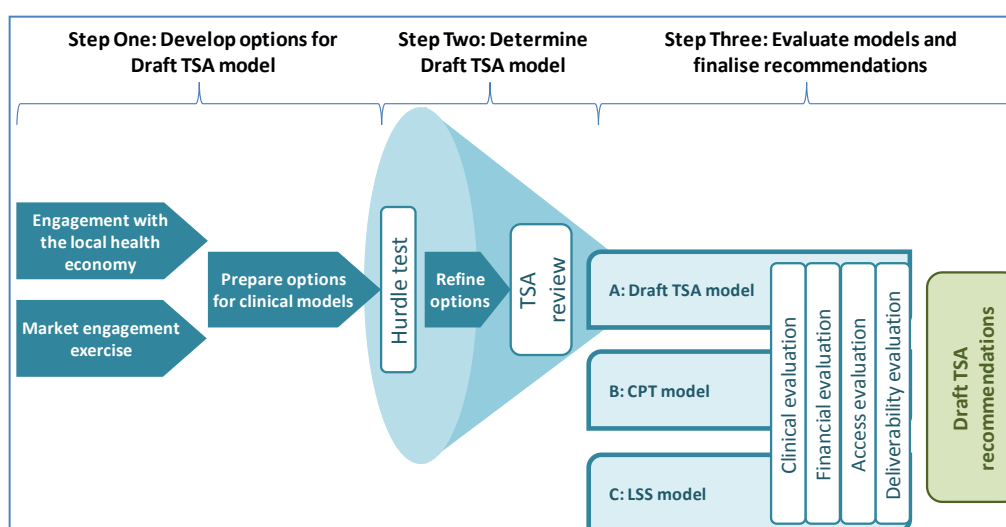 Step One: Develop options for
Draft TSA model
Step Two: Determine
Draft TSA model
Step Three: Evaluate models and
finalise recommendations
Engagement with
the local health
economy
Market engagement
exercise
Prepare options
for clinical models
Hurdle test
Refine
options
TSA
review
A: Draft TSA model
B: CPT model
C: LSS model
Clinical evaluation
Financial evaluation
Access evaluation
Deliverability evaluation
Draft TSA
recommendations